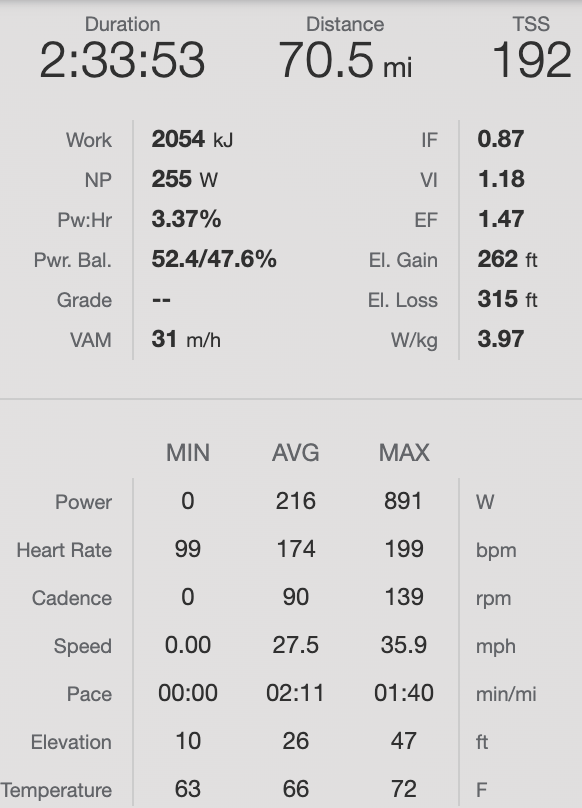 Duration Distance TSS
2:33:53 70.5 mi 192
Work 2054 kJ IF 0.87
NP 255 W VI 1.18
Pw:Hr 3.37% EF 1.47
Pwr. Bal. 52.4/47.6% El. Gain 262 ft
Grade -- El. Loss 315 ft
VAM 31 m/h W/kg 3.97
MIN AVG MAX
Power 0 216 891 W
Heart Rate 99 174 199 bpm
Cadence 0 90 139 rpm
Speed 0.00 27.5 35.9 mph
Pace 00:00 02:11 01:40 min/mi
Elevation 10 26 47 ft
Temperature 63 66 72 F